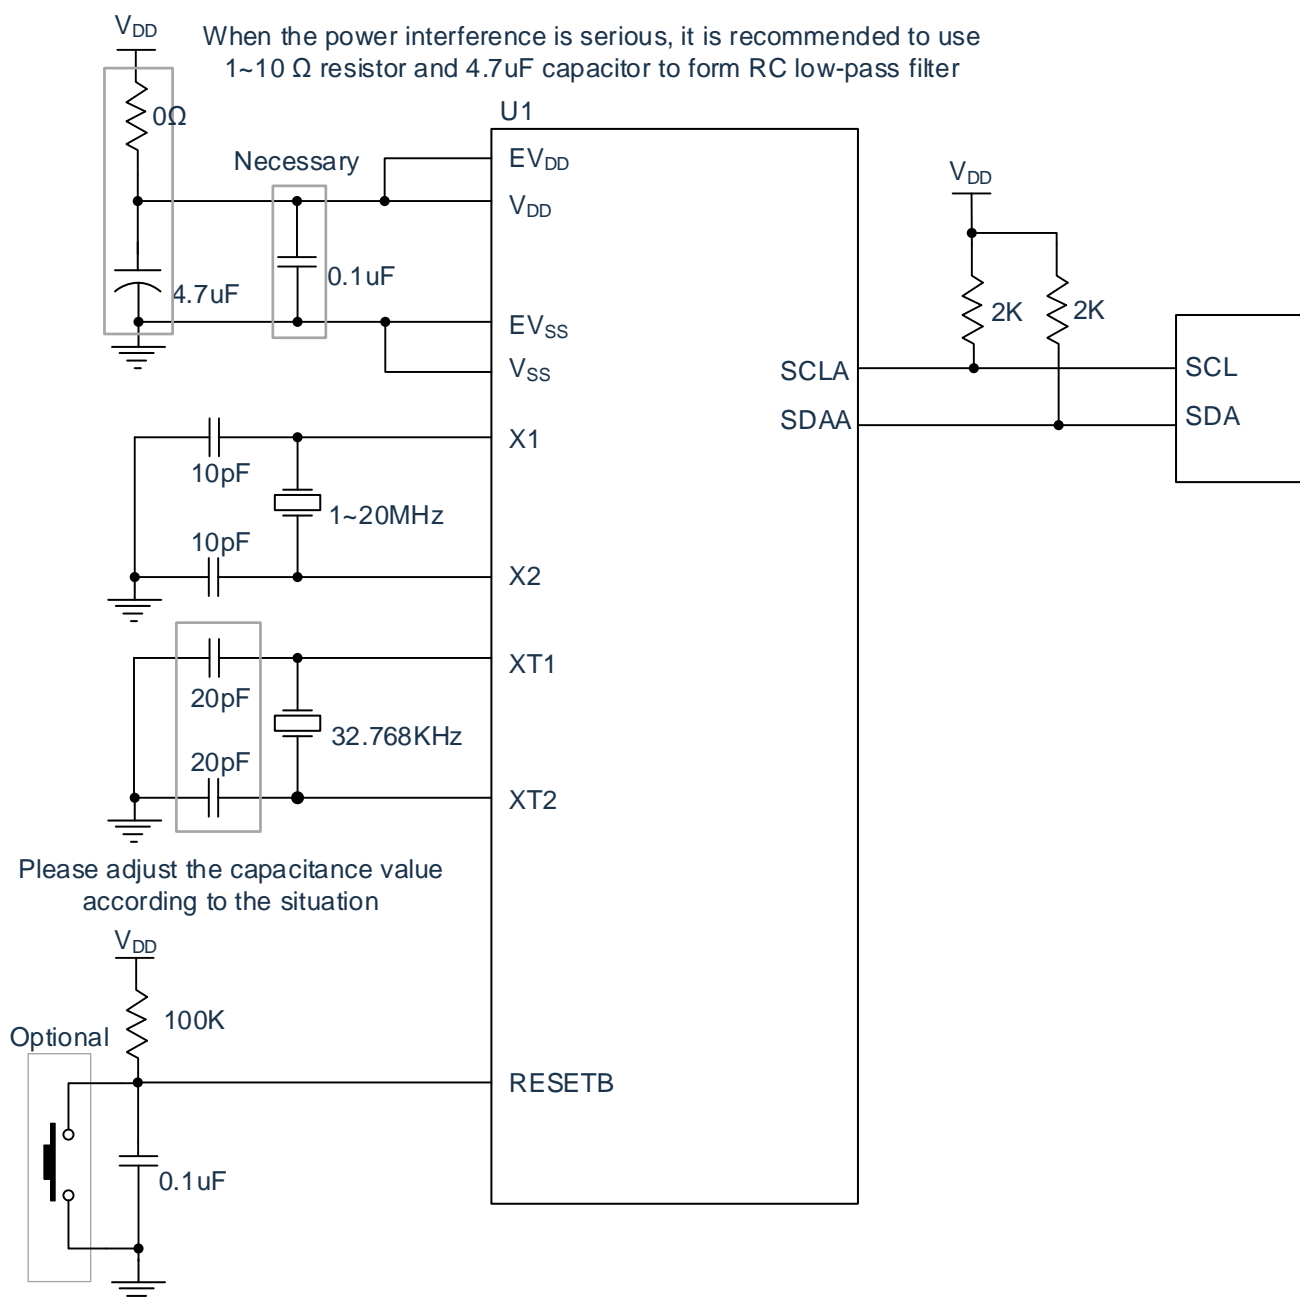 VDD
When the power interference is serious, it is recommended to use
1~10 Ω resistor and 4.7uF capacitor to form RC low-pass filter
0Ω
U1
Necessary
EVDD
VDD
VDD
0.1uF
4.7uF
2K
2K
EVSS
VSS
SCLA
SCL
SDAA
SDA
X1
10pF
1~20MHz
10pF
X2
XT1
20pF
32.768KHz
20pF
XT2
Please adjust the capacitance value
according to the situation
VDD
100K
Optional
RESETB
0.1uF